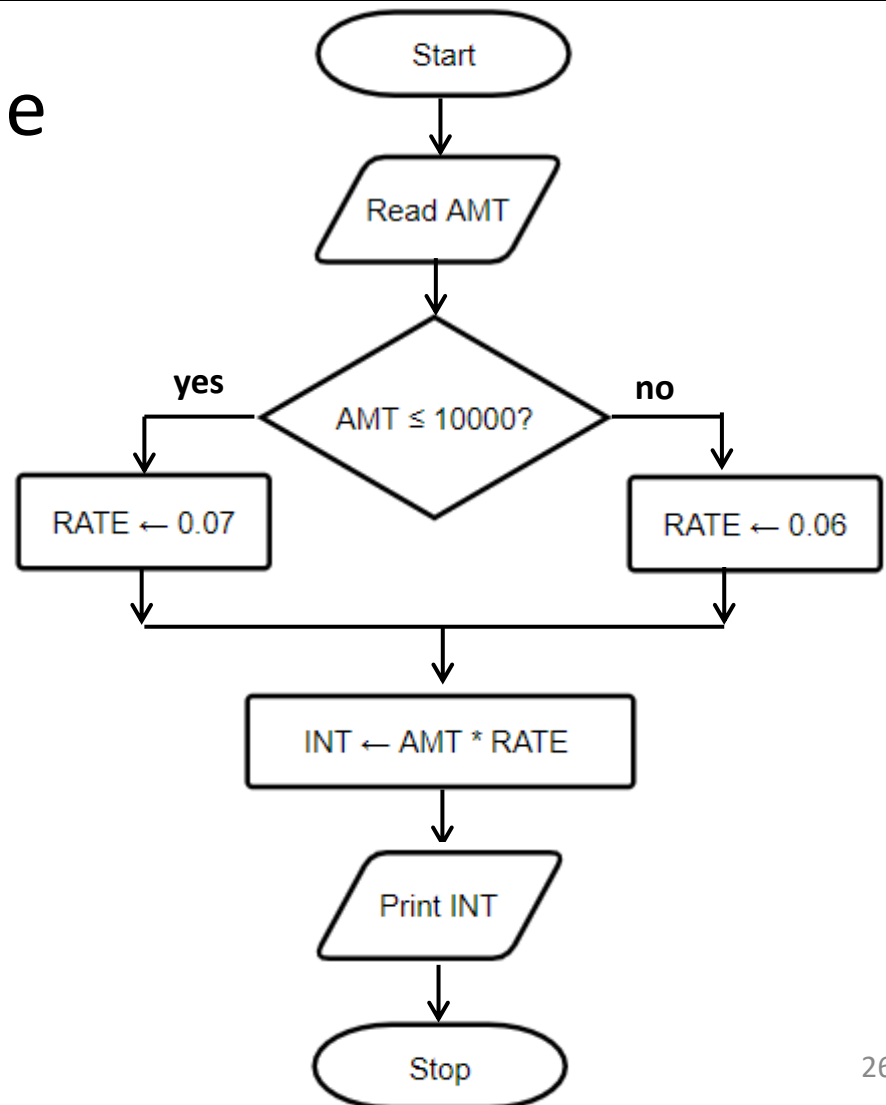 Start
e
Read AMT
yes
no
AMT ≤ 10000?
RATE ← 0.07
RATE ← 0.06
INT ← AMT * RATE
Print INT
Stop
26